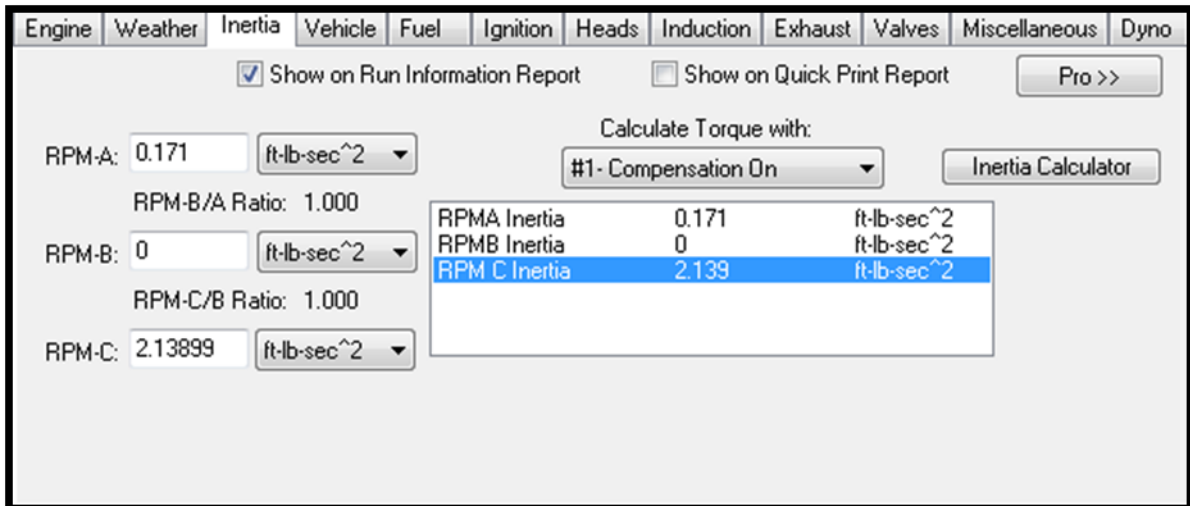 Engine Weather Inertia Vehicle Fuel Ignition Heads Induction Exhaust Valves Miscellaneous Dyno
Show on Run Information Report Show on Quick Print Report Pro >>
Calculate Torque with:
RPM-A: 0.171 ft-lb-sec^2 #1- Compensation On Inertia Calculator
RPM-B/A Ratio: 1.000
RPMA Inertia 0.171 ft-lb-sec^2
RPMB Inertia 0 ft-lb-sec^2
RPM C Inertia 2.139 ft-lb-sec^2
RPM-B: 0 ft-lb-sec^2
RPM-C/B Ratio: 1.000
RPM-C: 2.13899 ft-lb-sec^2